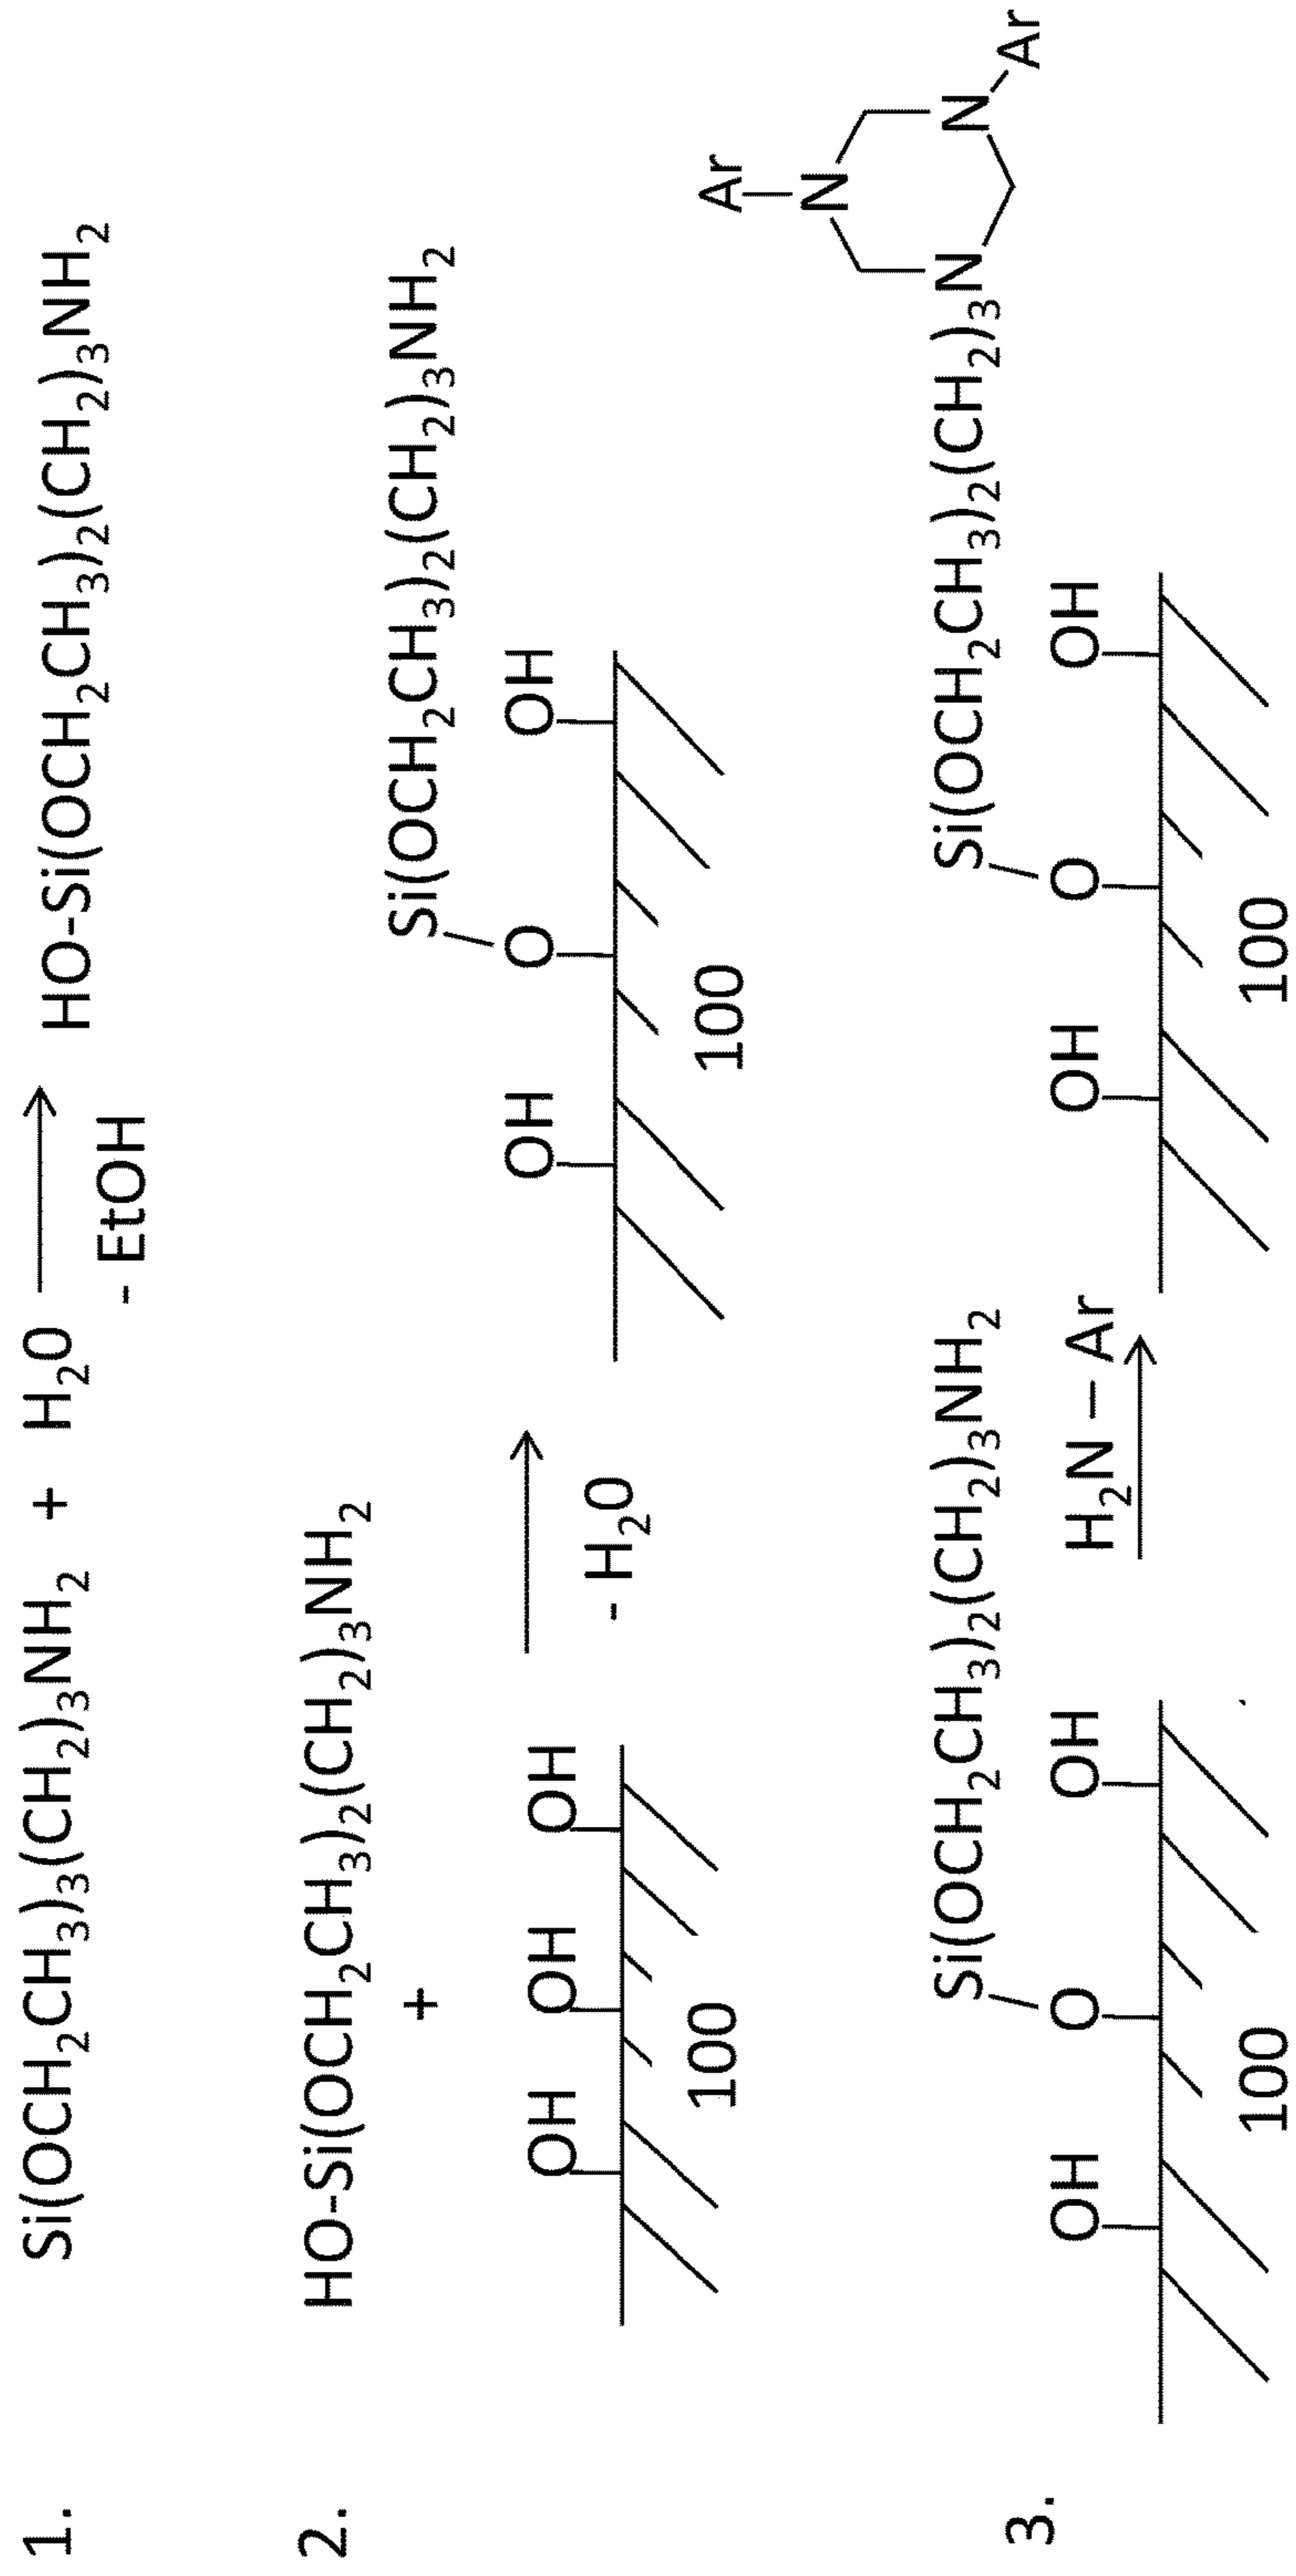 1. Si(OCH2CH3)3(CH2)3NH2 + H2O → HO-Si(OCH2CH3)2(CH2)3NH2
- EtOH
2. HO-Si(OCH2CH3)2(CH2)3NH2
+
Si(OCH2CH3)2(CH2)3NH2
OH OH OH
- H2O
OH O OH
100
100
3. Si(OCH2CH3)2(CH2)3NH2
OH O OH
100
H2N – Ar
Si(OCH2CH3)2(CH2)3N
N
Ar
N
Ar
OH O OH
100